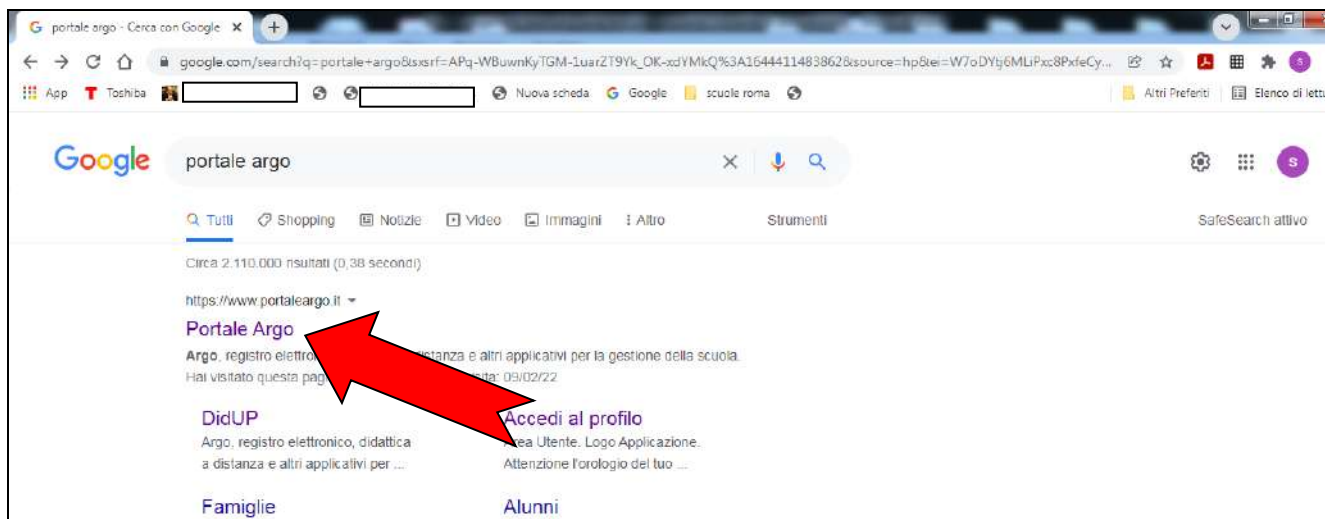 portale argo - Cerca con Google
google.com/search?q=portale+argo&sxsrf=APq-WBuwnKyTGM-1uarZT9Yk_OK-xdYMkQ%3A1644411483862&source=hp&ei=W7oDYbj6MLiPxc8PxfeCy...
App Toshiba Nuova scheda Google scuole roma Altri Preferiti Elenco di lettu
Google portale argo S
Tutti Shopping Notizie Video Immagini Altro Strumenti SafeSearch attivo
Circa 2.110.000 risultati (0,38 secondi)
https://www.portaleargo.it
Portale Argo
Argo, registro elettro stanza e altri applicativi per la gestione della scuola.
Hai visitato questa pag ita: 09/02/22
DidUP
Argo, registro elettronico, didattica
a distanza e altri applicativi per ...
Accedi al profilo
rea Utente. Logo Applicazione.
Attenzione l'orologio del tuo ...
Famiglie
Alunni